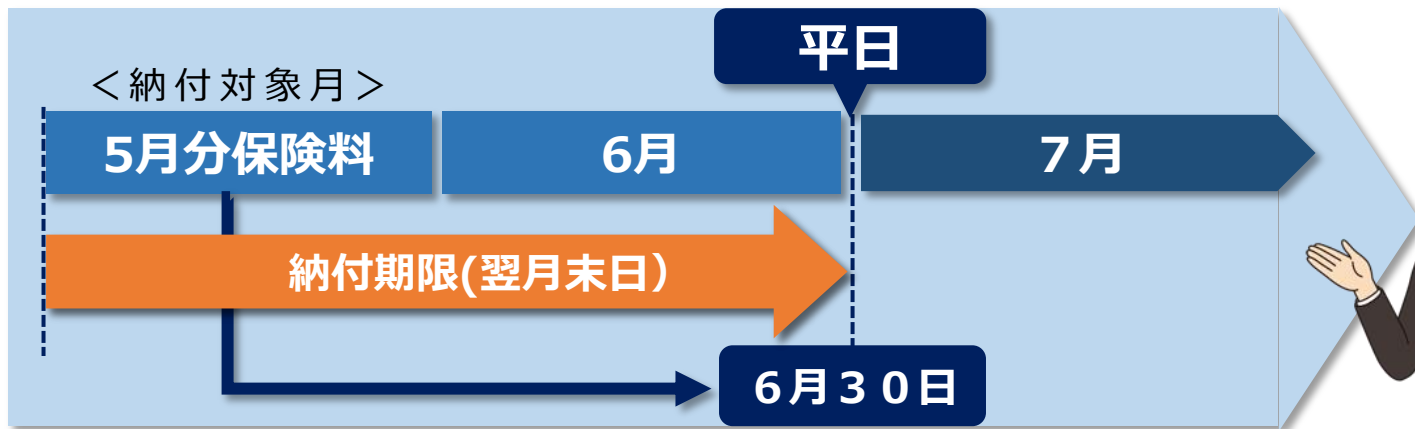 平日
＜納付対象月＞
5月分保険料
6月
７月
納付期限(翌月末日）
６月３０日